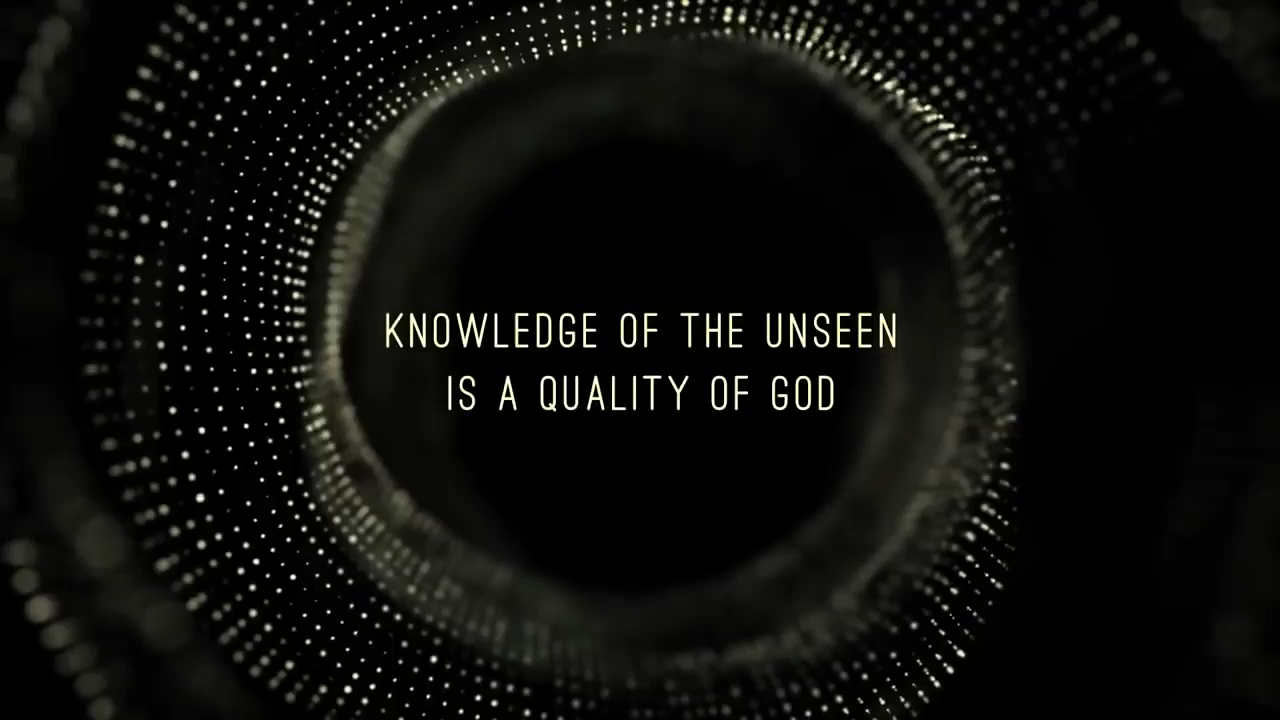 KNOWLEDGE OF THE UNSEEN
IS A QUALITY OF GOD